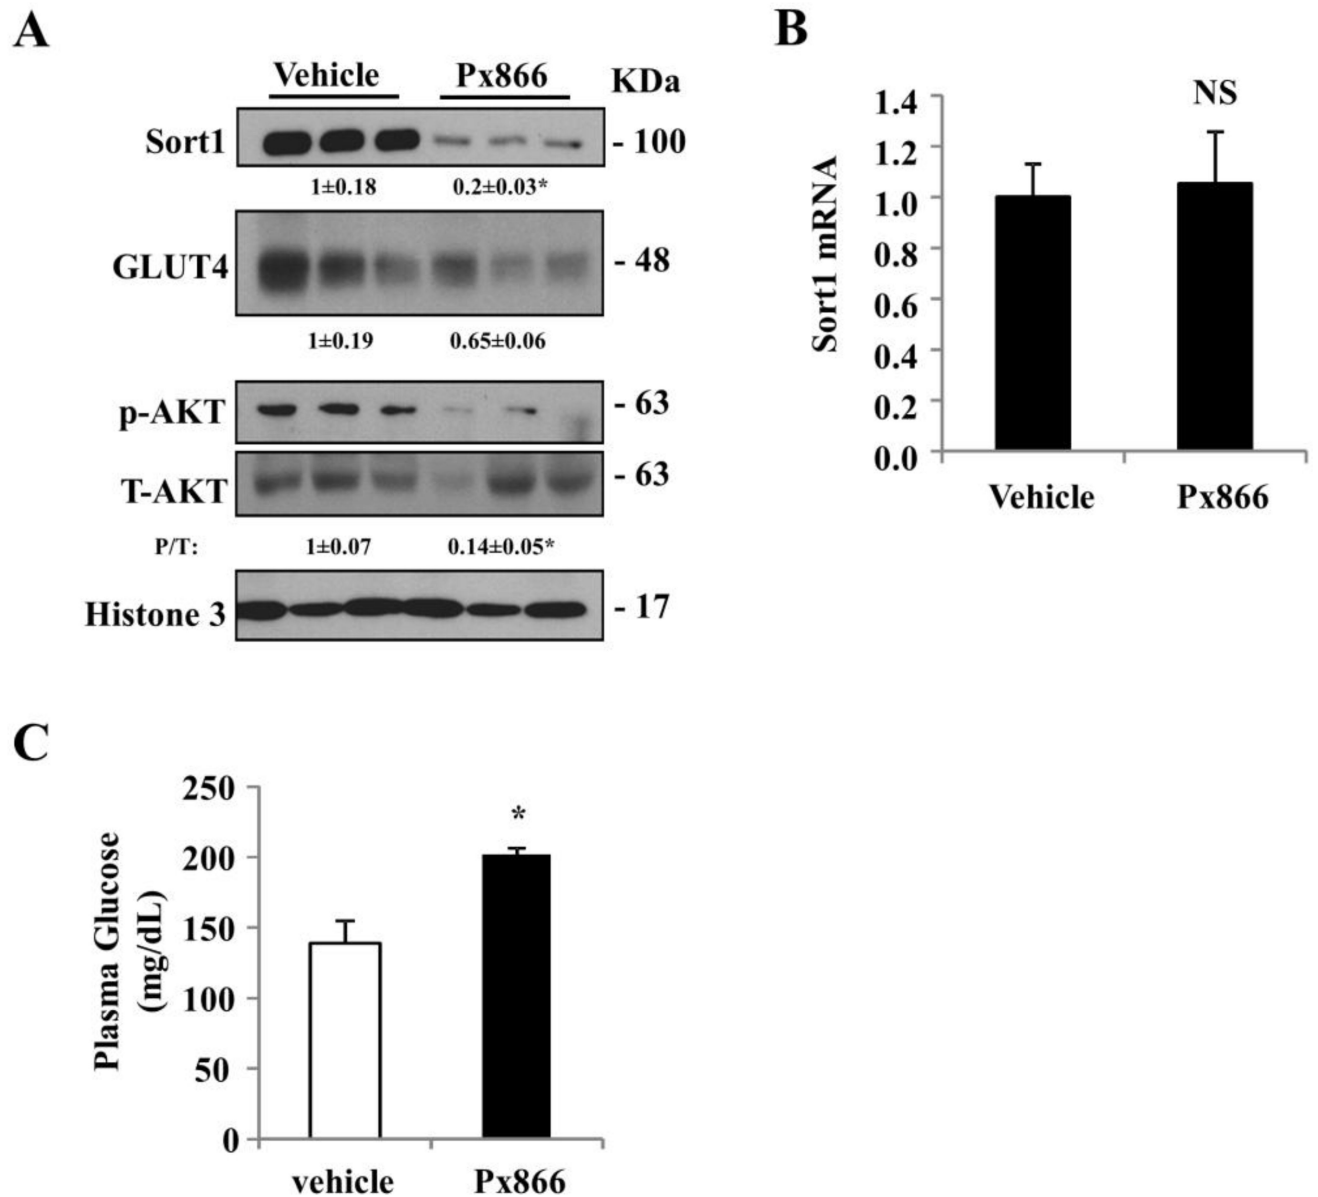 A
Vehicle Px866 KDa
Sort1 - 100
1±0.18 0.2±0.03*
GLUT4 - 48
1±0.19 0.65±0.06
p-AKT - 63
T-AKT - 63
P/T: 1±0.07 0.14±0.05*
Histone 3 - 17
B
NS
Sort1 mRNA
1.4
1.2
1.0
0.8
0.6
0.4
0.2
0.0
Vehicle Px866
C
Plasma Glucose
(mg/dL)
250
200
150
100
50
0
*
vehicle Px866